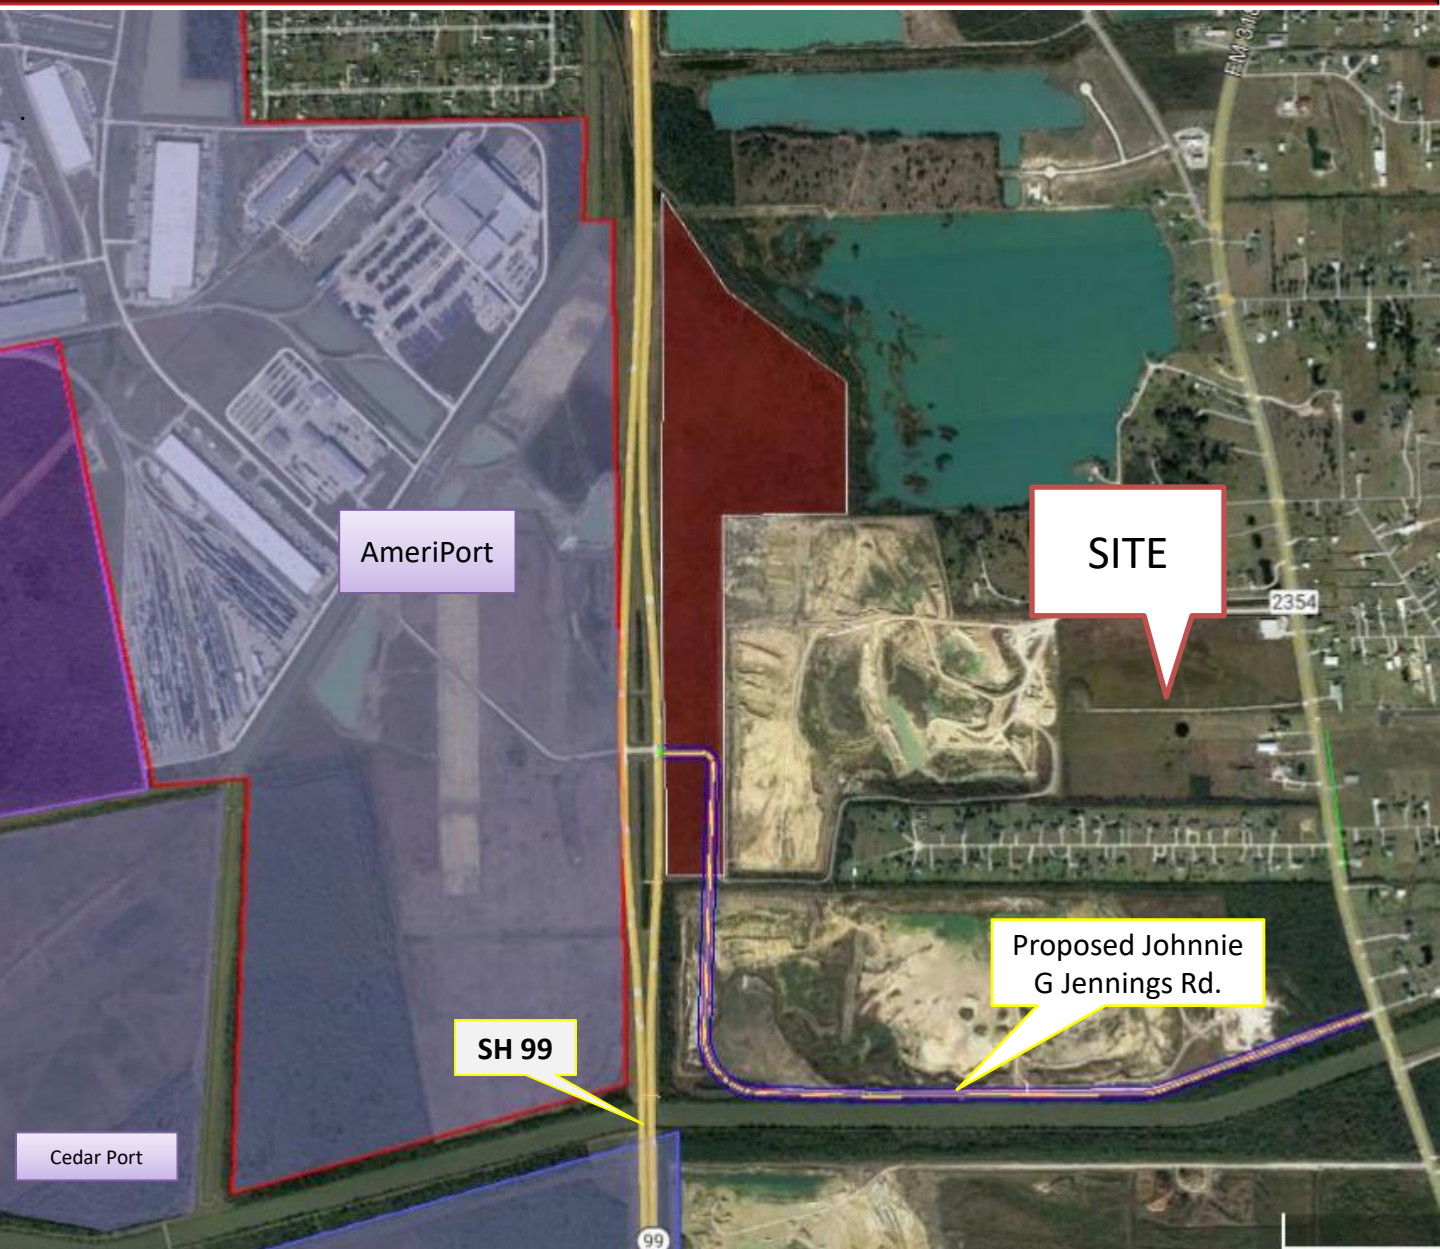 AmeriPort
SITE
2354
Proposed Johnnie
G Jennings Rd.
SH 99
Cedar Port
99